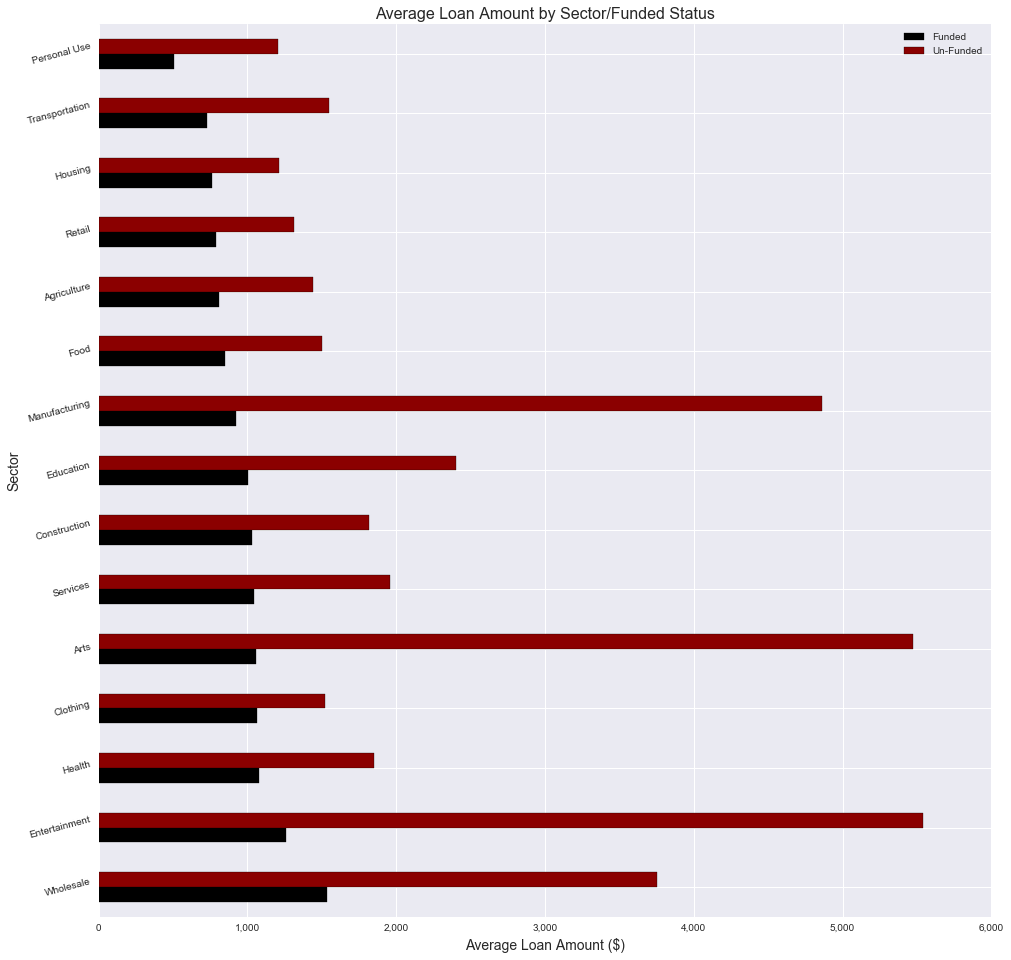 Average Loan Amount by Sector/Funded Status
Funded
Un-Funded
Personal Use
Transportation
Housing
Retail
Agriculture
Food
Manufacturing
Education
Construction
Services
Arts
Clothing
Health
Entertainment
Wholesale
Sector
0 1,000 2,000 3,000 4,000 5,000 6,000
Average Loan Amount ($)